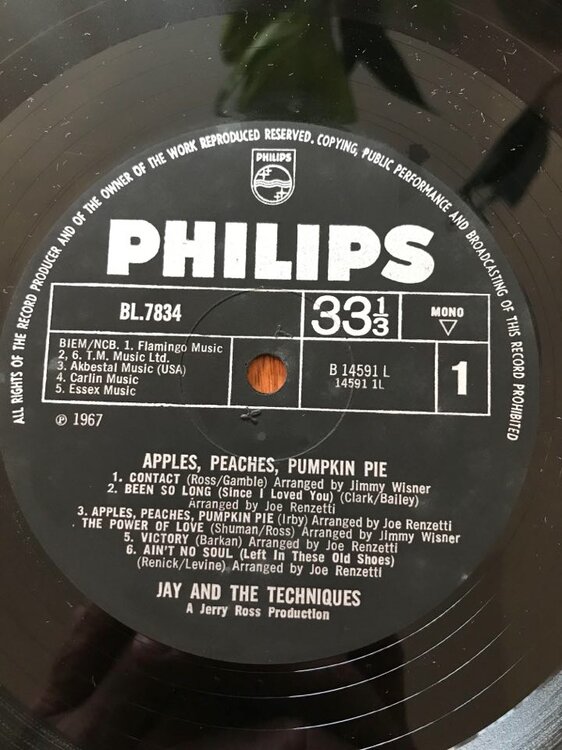 ALL RIGHTS OF THE RECORD PRODUCER AND OF THE OWNER OF THE WORK REPRODUCED RESERVED. COPYING, PUBLIC PERFORMANCE AND BROADCASTING OF THIS RECORD PROHIBITED
PHILIPS
PHILIPS
BL.7834
33⅓
MONO
BIEM/NCB. 1. Flamingo Music
2, 6. T.M. Music Ltd.
3. Akbestal Music (USA)
4. Carlin Music
5. Essex Music
B 14591 L
14591 1L
1
℗ 1967
APPLES, PEACHES, PUMPKIN PIE
1. CONTACT (Ross/Gamble) Arranged by Jimmy Wisner
2. BEEN SO LONG (Since I Loved You) (Clark/Bailey)
Arranged by Joe Renzetti
3. APPLES, PEACHES, PUMPKIN PIE (Irby) Arranged by Joe Renzetti
THE POWER OF LOVE (Shuman/Ross) Arranged by Jimmy Wisner
5. VICTORY (Barkan) Arranged by Joe Renzetti
6. AIN'T NO SOUL (Left In These Old Shoes)
(Renick/Levine) Arranged by Joe Renzetti
JAY AND THE TECHNIQUES
A Jerry Ross Production